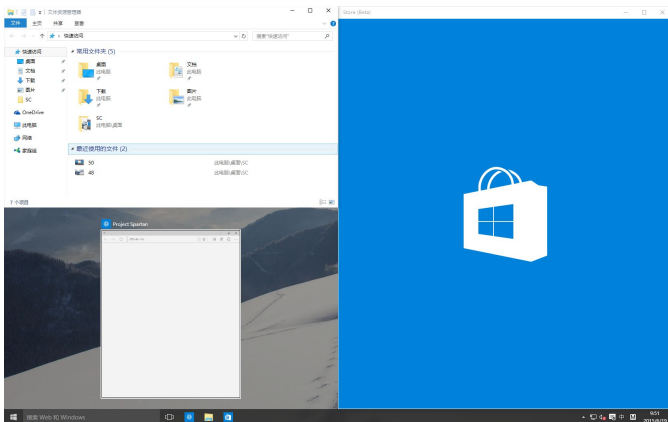 文件资源管理器
文件 主页 共享 查看
快速访问
搜索"快速访问"
快速访问
桌面
文档
下载
图片
SC
OneDrive
此电脑
网络
家庭组
常用文件夹 (5)
桌面
此电脑
文档
此电脑
下载
此电脑
图片
此电脑
SC
此电脑\桌面
最近使用的文件 (2)
50 此电脑\桌面\SC
48 此电脑\桌面\SC
7 个项目
Store (Beta)
Project Spartan
搜索 Web 和 Windows
中
M
9:51